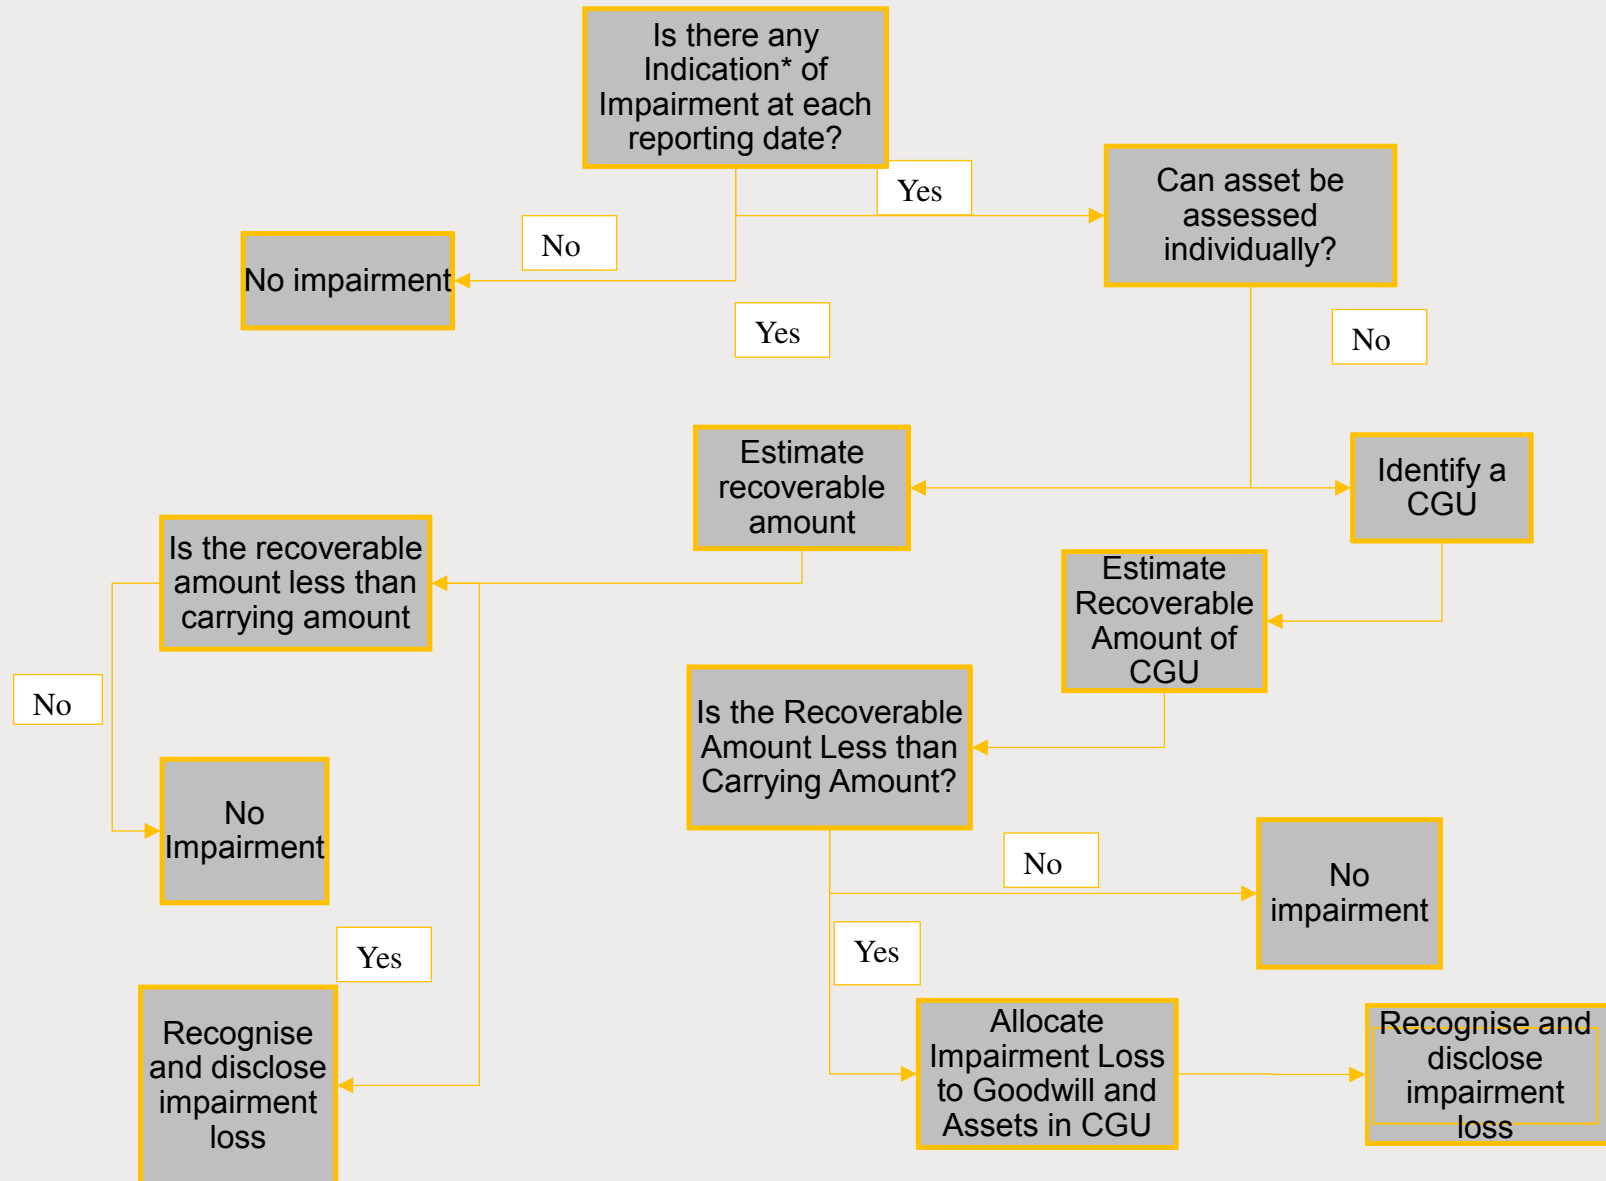 Is there any
Indication* of
Impairment at each
reporting date?
Yes
Can asset be
assessed
individually?
No
No impairment
Yes
No
Estimate
recoverable
amount
Identify a
CGU
Is the recoverable
amount less than
carrying amount
Estimate
Recoverable
Amount of
CGU
No
Is the Recoverable
Amount Less than
Carrying Amount?
No
Impairment
No
No
impairment
Yes
Yes
Recognise
and disclose
impairment
loss
Allocate
Impairment Loss
to Goodwill and
Assets in CGU
Recognise and
disclose
impairment
loss